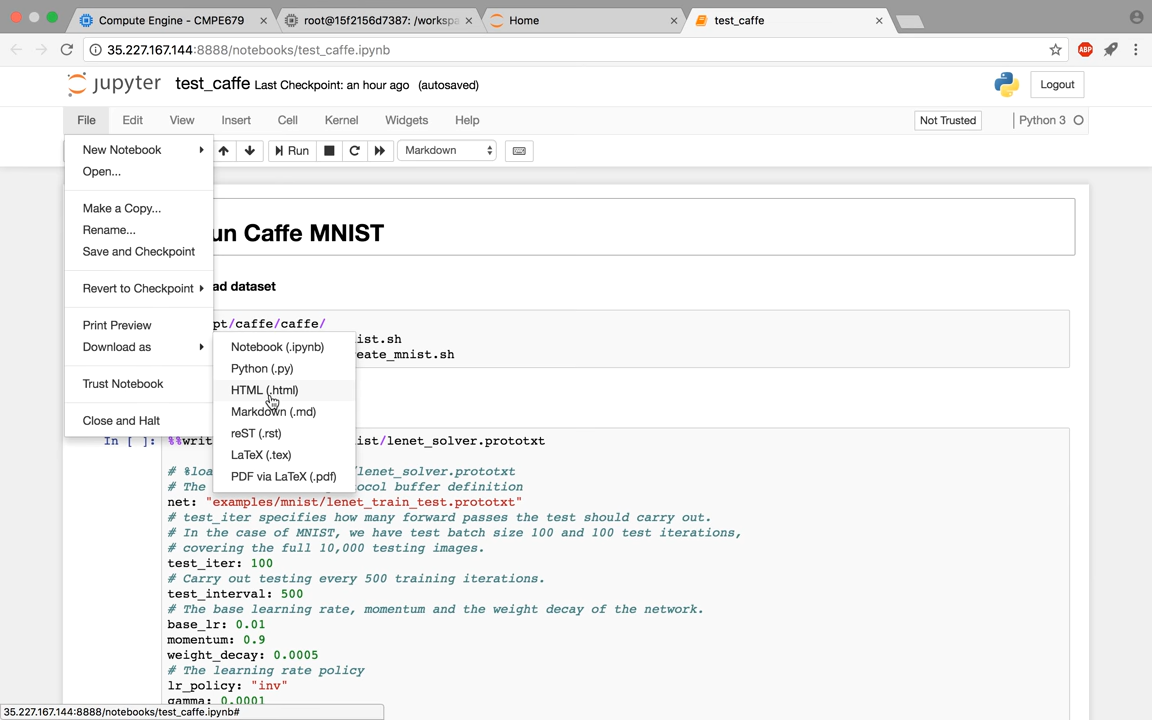 Compute Engine - CMPE679
root@15f2156d7387: /workspa
Home
test_caffe
35.227.167.144:8888/notebooks/test_caffe.ipynb
ABP
jupyter test_caffe Last Checkpoint: an hour ago (autosaved)
Logout
File Edit View Insert Cell Kernel Widgets Help
Not Trusted
Python 3
Run
Markdown
New Notebook
Open...
Make a Copy...
Rename...
Save and Checkpoint
Revert to Checkpoint
Print Preview
Download as
Trust Notebook
Close and Halt
Notebook (.ipynb)
Python (.py)
HTML (.html)
Markdown (.md)
reST (.rst)
LaTeX (.tex)
PDF via LaTeX (.pdf)
un Caffe MNIST
ad dataset
pt/caffe/caffe/
ist.sh
eate_mnist.sh
In [ ]: %%writ ist/lenet_solver.prototxt
# %loa /lenet_solver.prototxt
# The ocol buffer definition
net: "examples/mnist/lenet_train_test.prototxt"
# test_iter specifies how many forward passes the test should carry out.
# In the case of MNIST, we have test batch size 100 and 100 test iterations,
# covering the full 10,000 testing images.
test_iter: 100
# Carry out testing every 500 training iterations.
test_interval: 500
# The base learning rate, momentum and the weight decay of the network.
base_lr: 0.01
momentum: 0.9
weight_decay: 0.0005
# The learning rate policy
lr_policy: "inv"
gamma: 0.0001
35.227.167.144:8888/notebooks/test_caffe.ipynb#